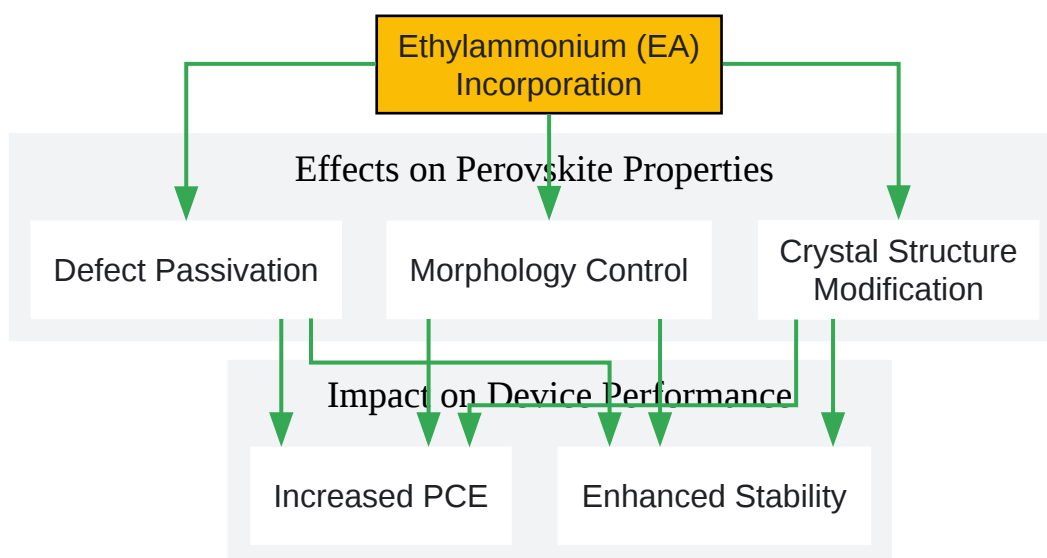 Ethylammonium (EA)
Incorporation
Effects on Perovskite Properties
Defect Passivation
Morphology Control
Crystal Structure
Modification
Impact on Device Performance
Increased PCE
Enhanced Stability